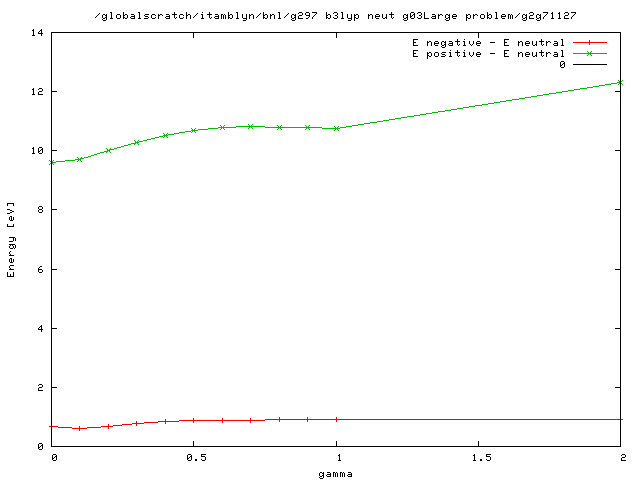 /globalscratch/itamblyn/bnl/g297 b3lyp neut g03Large problem/g2g71127
E negative - E neutral
E positive - E neutral
0
14
12
10
8
6
4
2
0
Energy [eV]
0 0.5 1 1.5 2
gamma